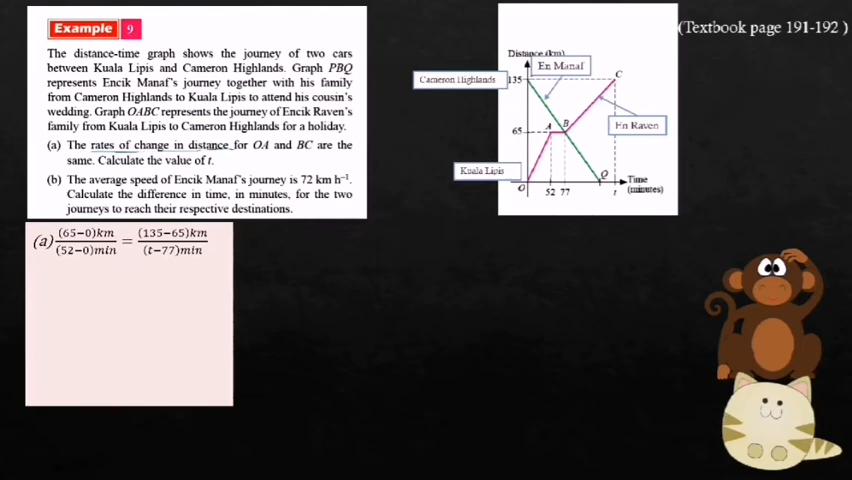 Example 9
The distance-time graph shows the journey of two cars
between Kuala Lipis and Cameron Highlands. Graph PBQ
represents Encik Manaf's journey together with his family
from Cameron Highlands to Kuala Lipis to attend his cousin's
wedding. Graph OABC represents the journey of Encik Raven's
family from Kuala Lipis to Cameron Highlands for a holiday.
(a) The rates of change in distance for OA and BC are the
same. Calculate the value of t.
(b) The average speed of Encik Manaf's journey is 72 km h⁻¹.
Calculate the difference in time, in minutes, for the two
journeys to reach their respective destinations.
(a) (65−0)km/(52−0)min = (135−65)km/(t−77)min
(Textbook page 191-192 )
Distance (km)
En Manaf
Cameron Highlands
135
C
A
B
65
En Raven
Kuala Lipis
Q
O
52 77
t
Time
(minutes)